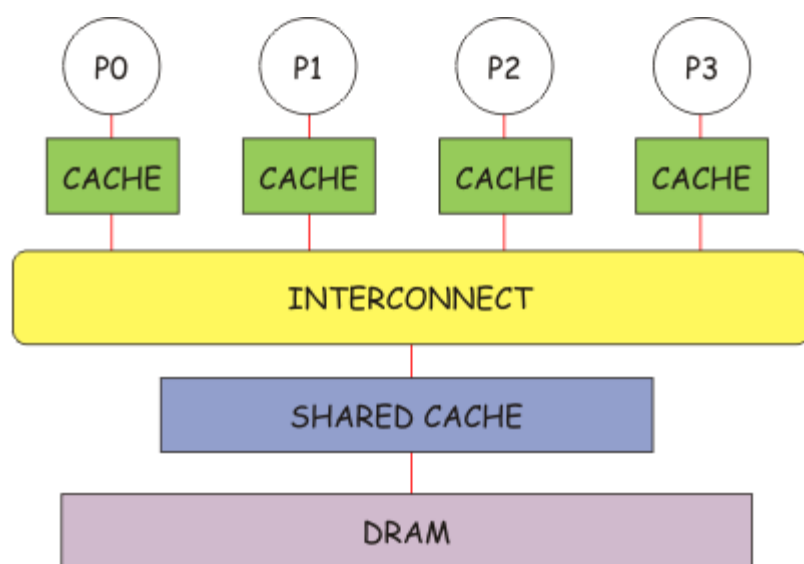 P0 P1 P2 P3
CACHE CACHE CACHE CACHE
INTERCONNECT
SHARED CACHE
DRAM